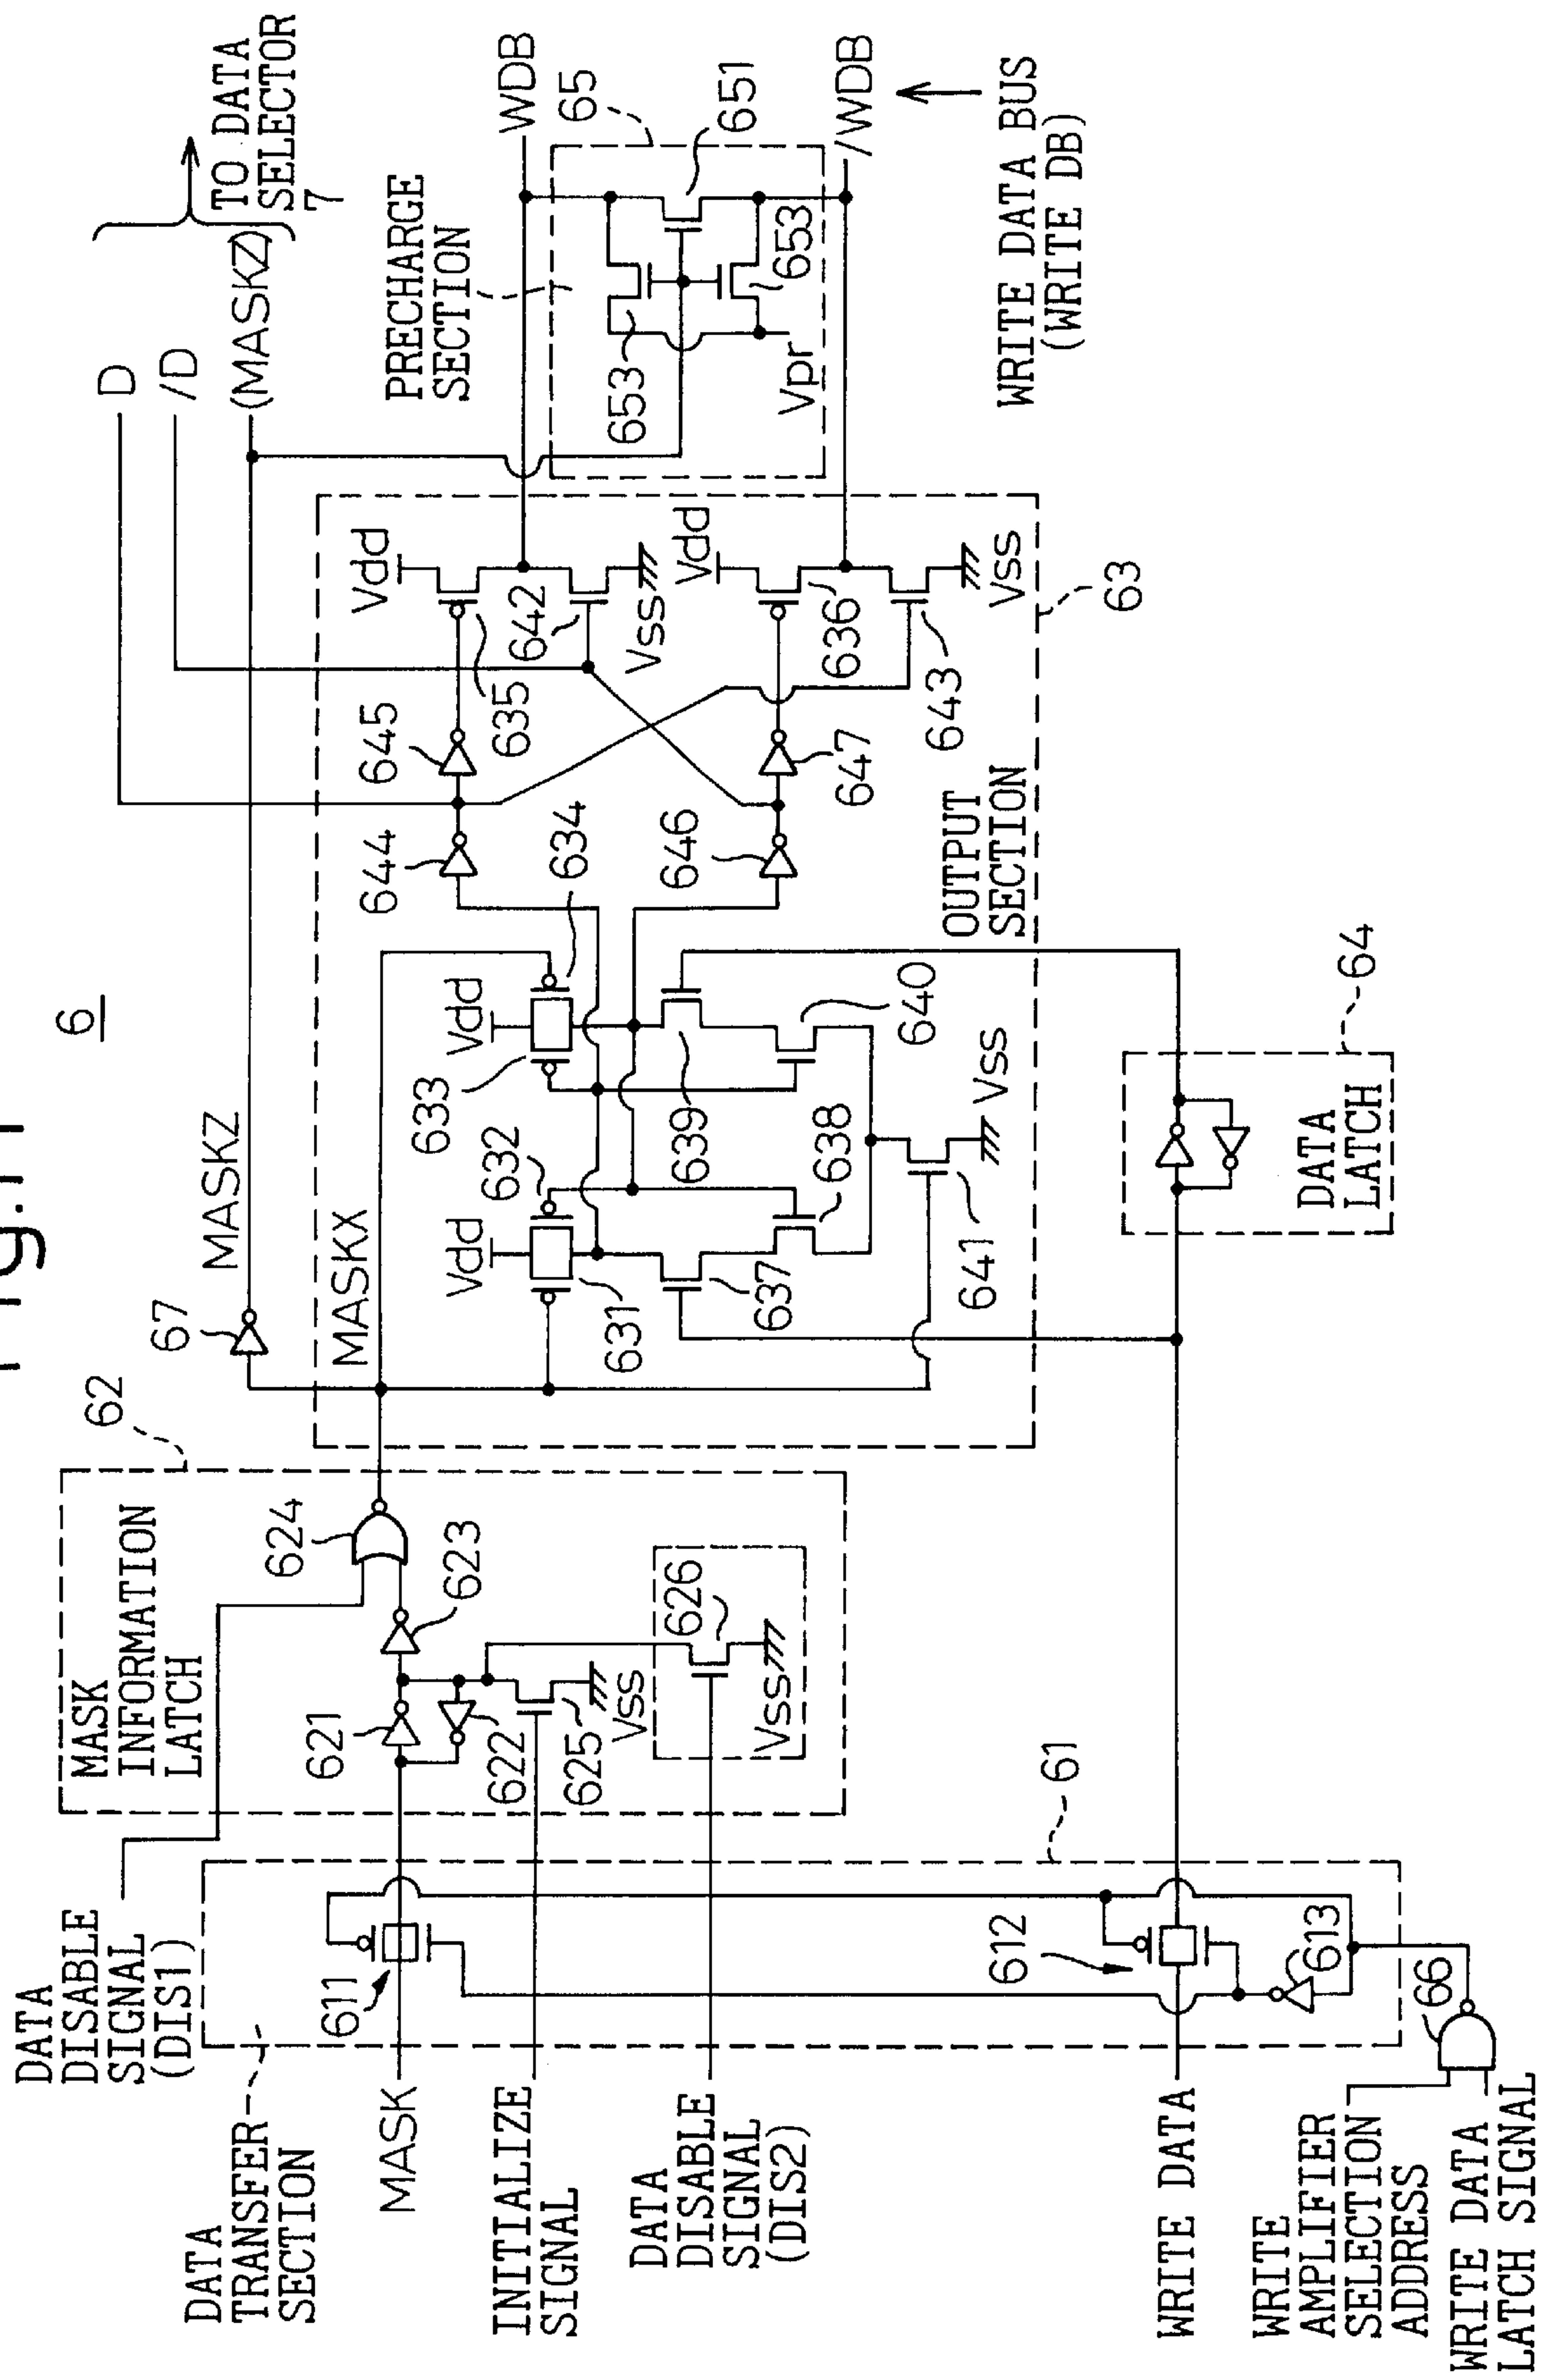 Fig.11
6
DATA
DISABLE
SIGNAL
(DIS1)
DATA
TRANSFER
SECTION
MASK
INITIALIZE
SIGNAL
DATA
DISABLE
SIGNAL
(DIS2)
WRITE DATA
WRITE
AMPLIFIER
SELECTION
ADDRESS
WRITE DATA
LATCH SIGNAL
66
61
611
612
613
62
MASK
INFORMATION
LATCH
621
622
623
624
625
Vss
626
Vss
67
MASKZ
MASKX
Vdd
631
632
Vdd
633
634
637
638
639
640
641
Vss
644
645
646
647
Vdd
635
642
Vss
Vdd
636
643
Vss
OUTPUT
SECTION
63
64
DATA
LATCH
D
/D
(MASKZ)
TO DATA
SELECTOR
7
PRECHARGE
SECTION
65
651
653
653
Vpr
WDB
/WDB
WRITE DATA BUS
(WRITE DB)